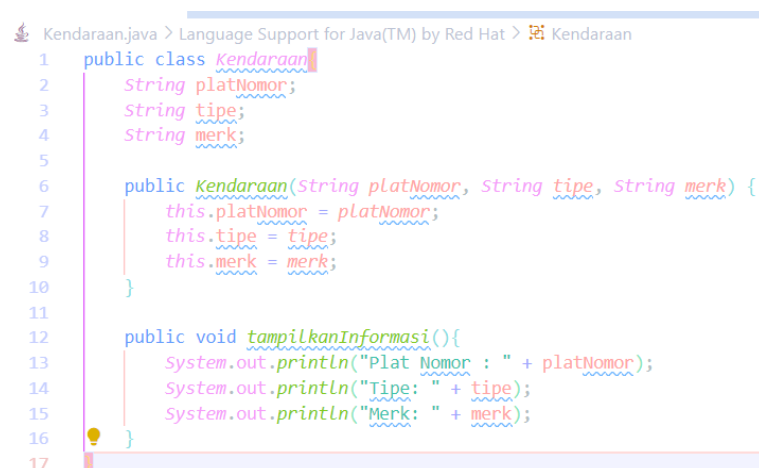 Kendaraan.java > Language Support for Java(TM) by Red Hat > Kendaraan
1 public class Kendaraan{
2 String platNomor;
3 String tipe;
4 String merk;
5
6 public Kendaraan(String platNomor, String tipe, String merk) {
7 this.platNomor = platNomor;
8 this.tipe = tipe;
9 this.merk = merk;
10 }
11
12 public void tampilkanInformasi(){
13 System.out.println("Plat Nomor : " + platNomor);
14 System.out.println("Tipe: " + tipe);
15 System.out.println("Merk: " + merk);
16 }
17 }